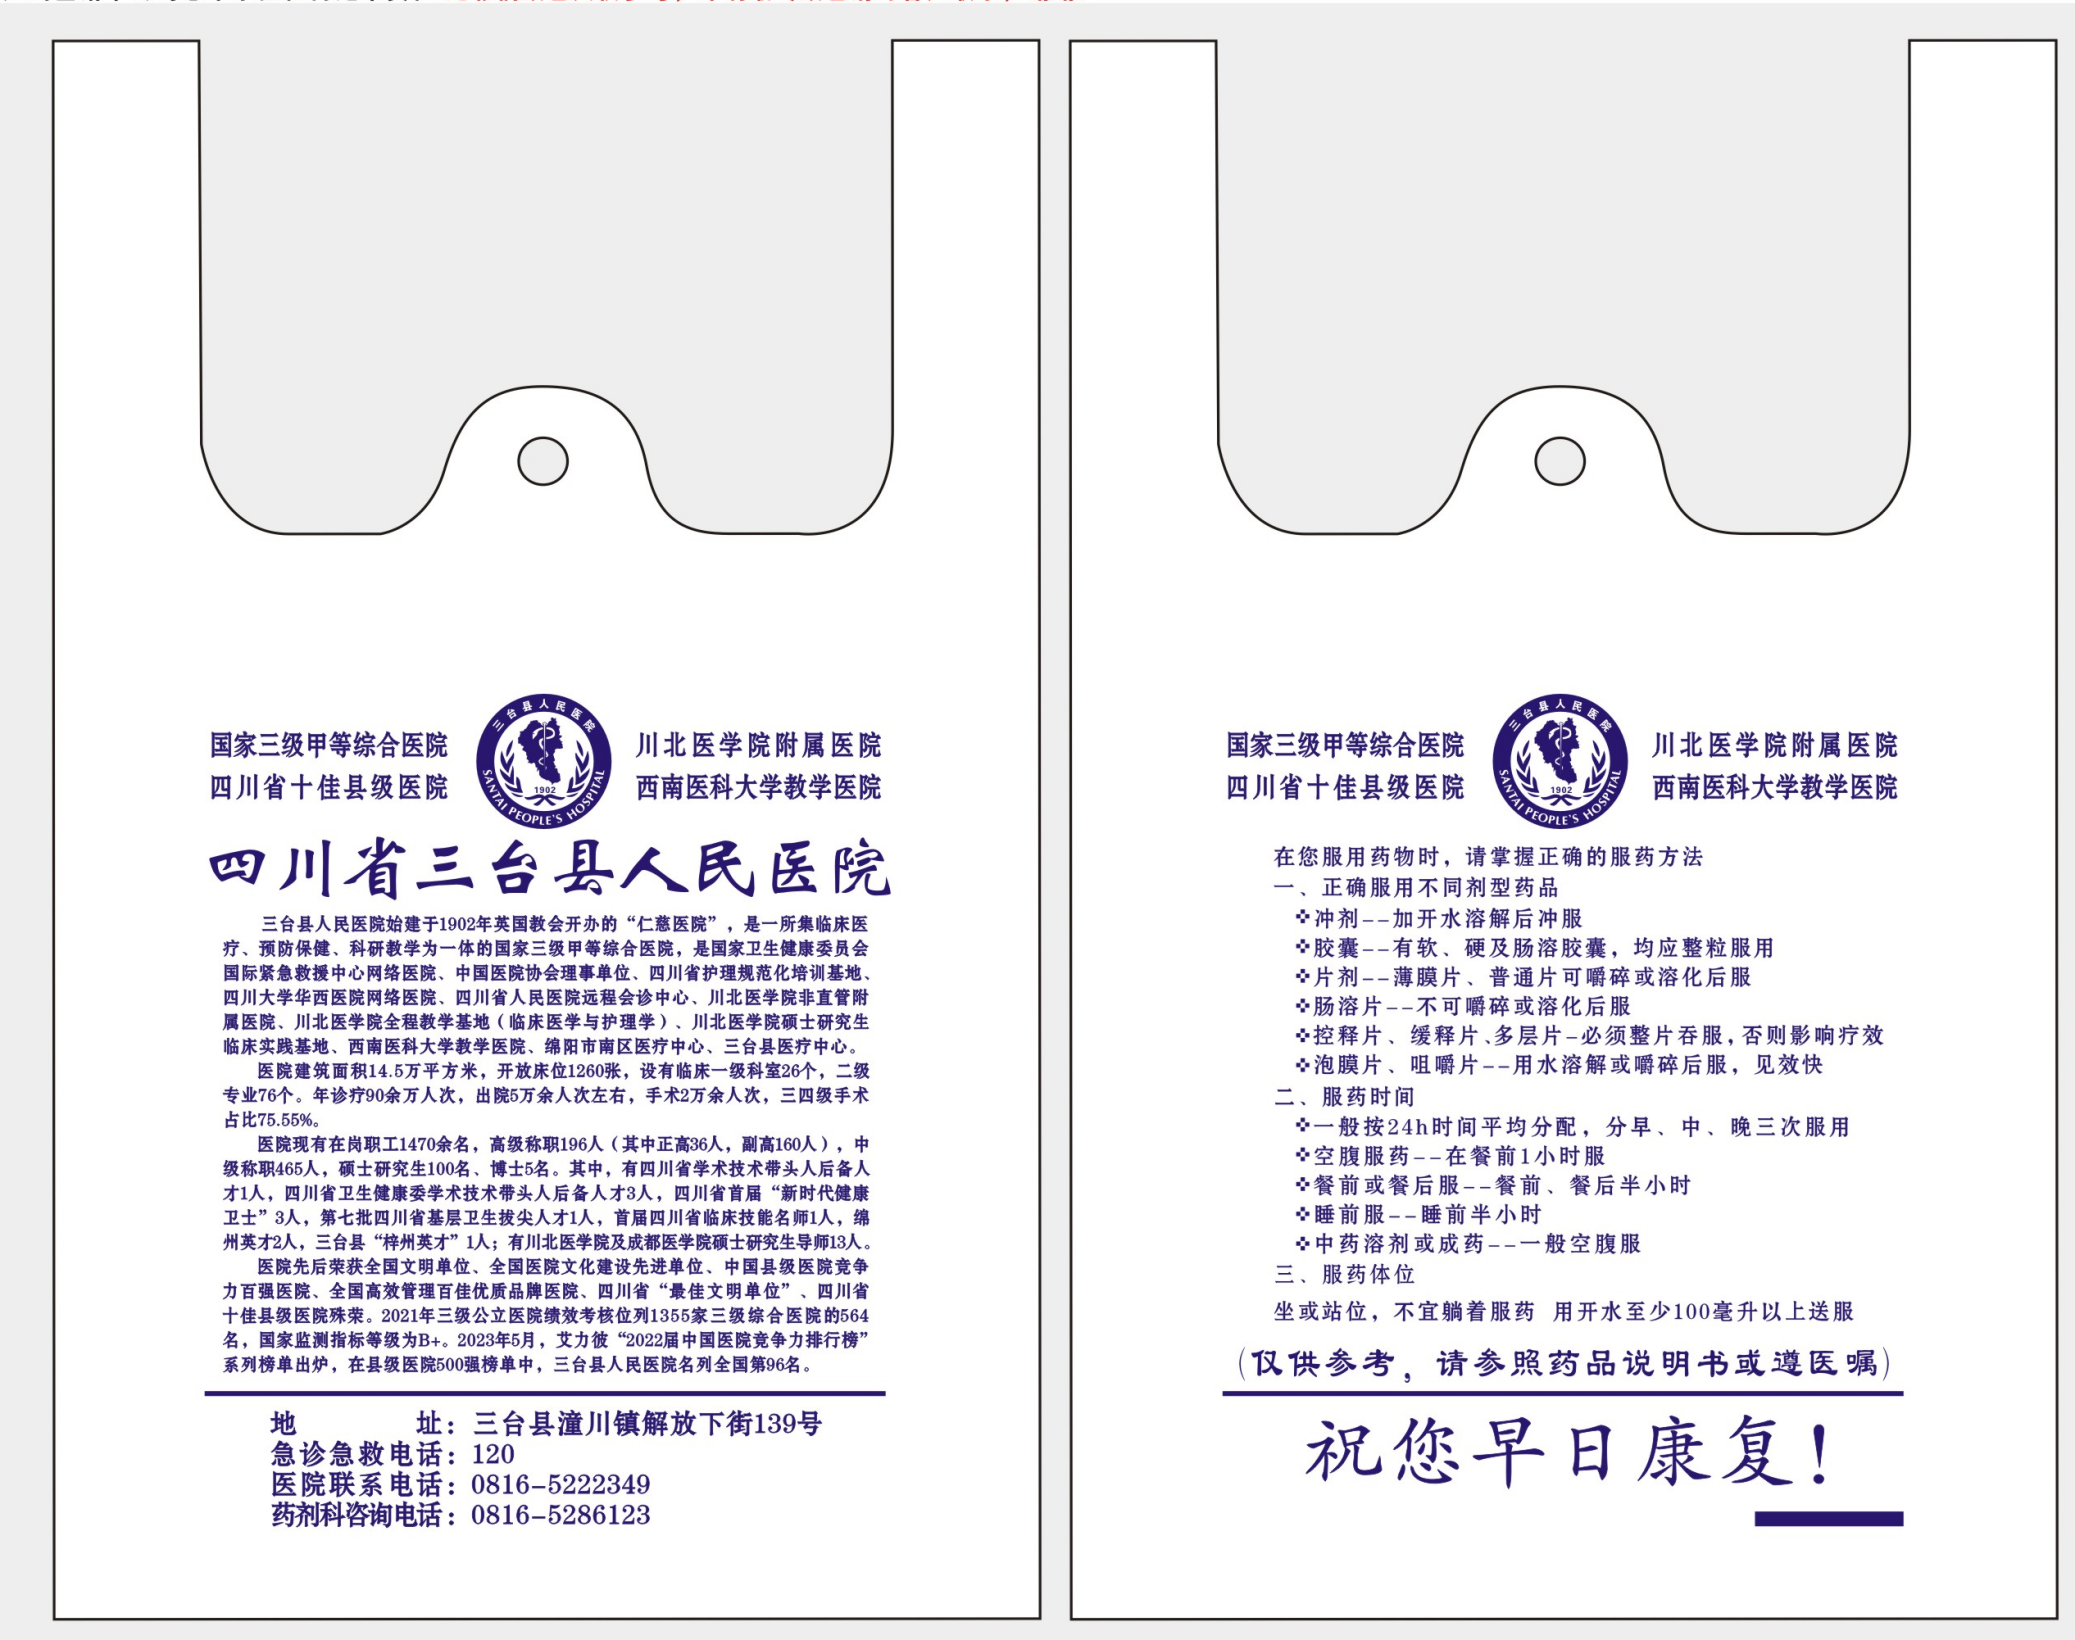 国家三级甲等综合医院
四川省十佳县级医院
三台县人民医院
1902
SANTAI PEOPLE'S HOSPITAL
川北医学院附属医院
西南医科大学教学医院
四川省三台县人民医院
三台县人民医院始建于1902年英国教会开办的“仁慈医院”，是一所集临床医
疗、预防保健、科研教学为一体的国家三级甲等综合医院，是国家卫生健康委员会
国际紧急救援中心网络医院、中国医院协会理事单位、四川省护理规范化培训基地、
四川大学华西医院网络医院、四川省人民医院远程会诊中心、川北医学院非直管附
属医院、川北医学院全程教学基地（临床医学与护理学）、川北医学院硕士研究生
临床实践基地、西南医科大学教学医院、绵阳市南区医疗中心、三台县医疗中心。
医院建筑面积14.5万平方米，开放床位1260张，设有临床一级科室26个，二级
专业76个。年诊疗90余万人次，出院5万余人次左右，手术2万余人次，三四级手术
占比75.55%。
医院现有在岗职工1470余名，高级称职196人（其中正高36人，副高160人），中
级称职465人，硕士研究生100名、博士5名。其中，有四川省学术技术带头人后备人
才1人，四川省卫生健康委学术技术带头人后备人才3人，四川省首届“新时代健康
卫士”3人，第七批四川省基层卫生拔尖人才1人，首届四川省临床技能名师1人，绵
州英才2人，三台县“梓州英才”1人；有川北医学院及成都医学院硕士研究生导师13人。
医院先后荣获全国文明单位、全国医院文化建设先进单位、中国县级医院竞争
力百强医院、全国高效管理百佳优质品牌医院、四川省“最佳文明单位”、四川省
十佳县级医院殊荣。2021年三级公立医院绩效考核位列1355家三级综合医院的564
名，国家监测指标等级为B+。2023年5月，艾力彼“2022届中国医院竞争力排行榜”
系列榜单出炉，在县级医院500强榜单中，三台县人民医院名列全国第96名。
地 址：三台县潼川镇解放下街139号
急诊急救电话：120
医院联系电话：0816-5222349
药剂科咨询电话：0816-5286123
国家三级甲等综合医院
四川省十佳县级医院
三台县人民医院
1902
SANTAI PEOPLE'S HOSPITAL
川北医学院附属医院
西南医科大学教学医院
在您服用药物时，请掌握正确的服药方法
一、正确服用不同剂型药品
冲剂--加开水溶解后冲服
胶囊--有软、硬及肠溶胶囊，均应整粒服用
片剂--薄膜片、普通片可嚼碎或溶化后服
肠溶片--不可嚼碎或溶化后服
控释片、缓释片、多层片-必须整片吞服，否则影响疗效
泡膜片、咀嚼片--用水溶解或嚼碎后服，见效快
二、服药时间
一般按24h时间平均分配，分早、中、晚三次服用
空腹服药--在餐前1小时服
餐前或餐后服--餐前、餐后半小时
睡前服--睡前半小时
中药溶剂或成药--一般空腹服
三、服药体位
坐或站位，不宜躺着服药 用开水至少100毫升以上送服
（仅供参考，请参照药品说明书或遵医嘱）
祝您早日康复！